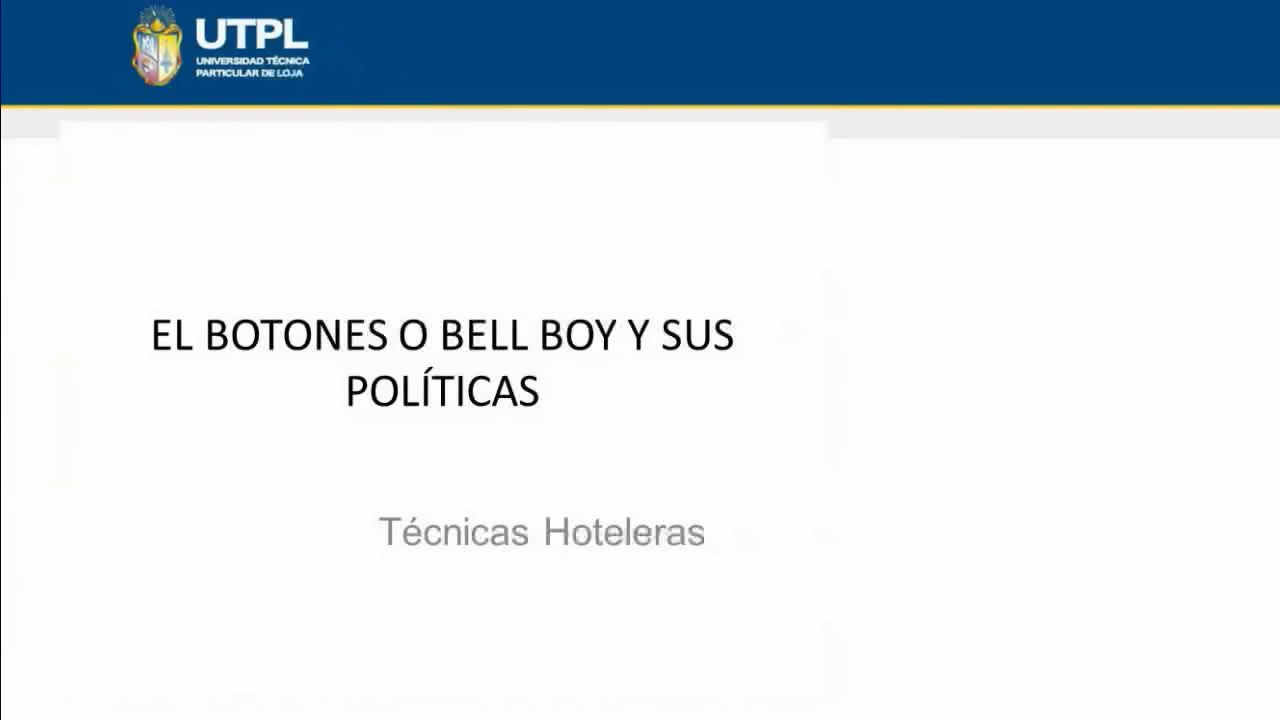 UTPL
UNIVERSIDAD TÉCNICA
PARTICULAR DE LOJA
EL BOTONES O BELL BOY Y SUS
POLÍTICAS
Técnicas Hoteleras